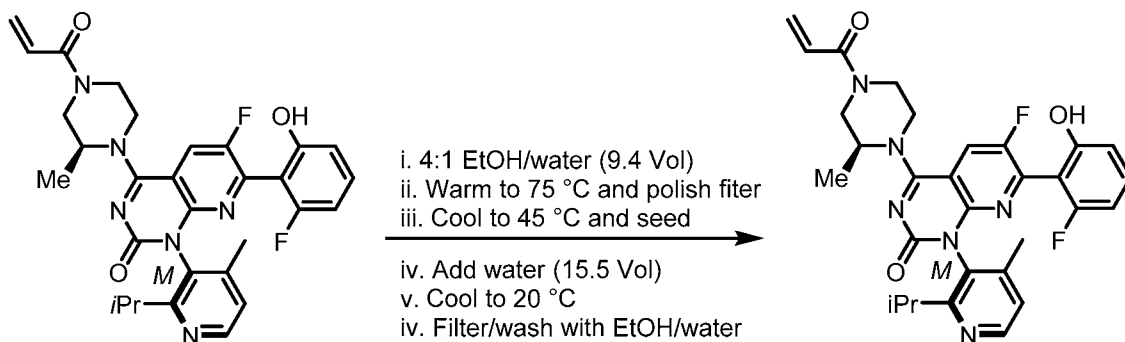 O
N
F
OH
N
Me
N
N
F
O
N
M
iPr
N
i. 4:1 EtOH/water (9.4 Vol)
ii. Warm to 75 °C and polish fiter
iii. Cool to 45 °C and seed
iv. Add water (15.5 Vol)
v. Cool to 20 °C
iv. Filter/wash with EtOH/water
O
N
F
OH
N
Me
N
N
F
O
N
M
iPr
N